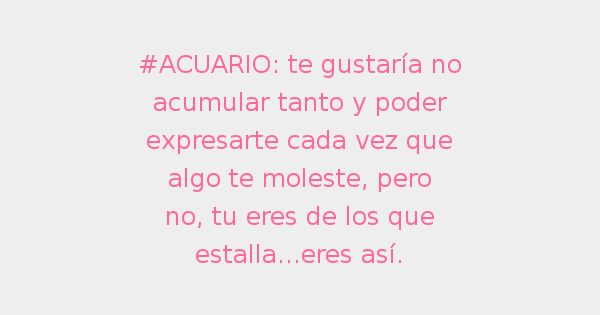 #ACUARIO: te gustaría no
acumular tanto y poder
expresarte cada vez que
algo te moleste, pero
no, tu eres de los que
estalla...eres así.